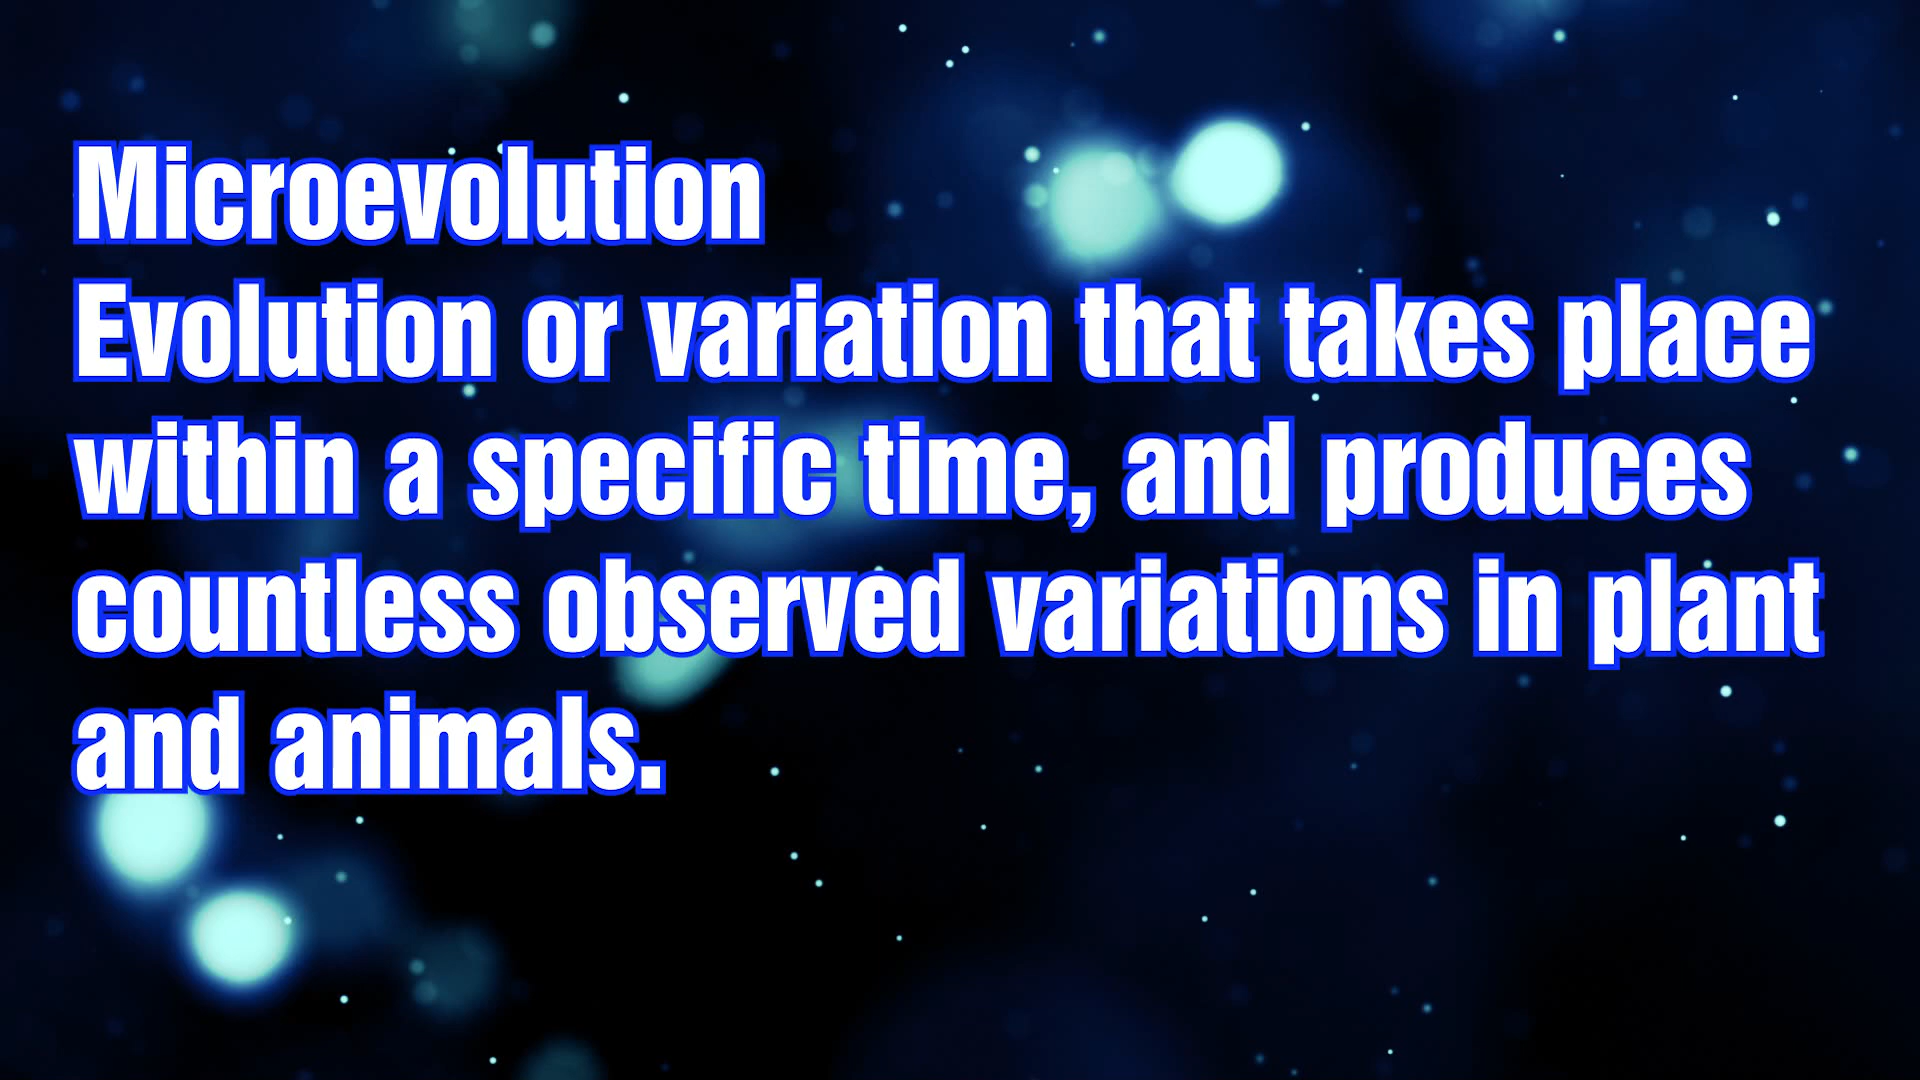 Microevolution
Evolution or variation that takes place
within a specific time, and produces
countless observed variations in plant
and animals.